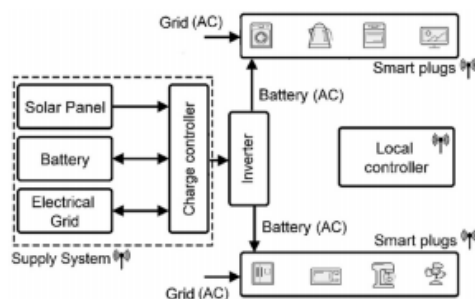 Grid (AC)
Smart plugs
Battery (AC)
Solar Panel
Battery
Electrical
Grid
Charge controller
Inverter
Local
controller
Supply System
Battery (AC)
Smart plugs
Grid (AC)